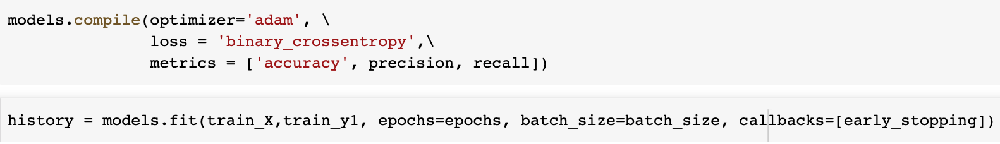 models.compile(optimizer='adam', \
loss = 'binary_crossentropy',\
metrics = ['accuracy', precision, recall])
history = models.fit(train_X,train_y1, epochs=epochs, batch_size=batch_size, callbacks=[early_stopping])